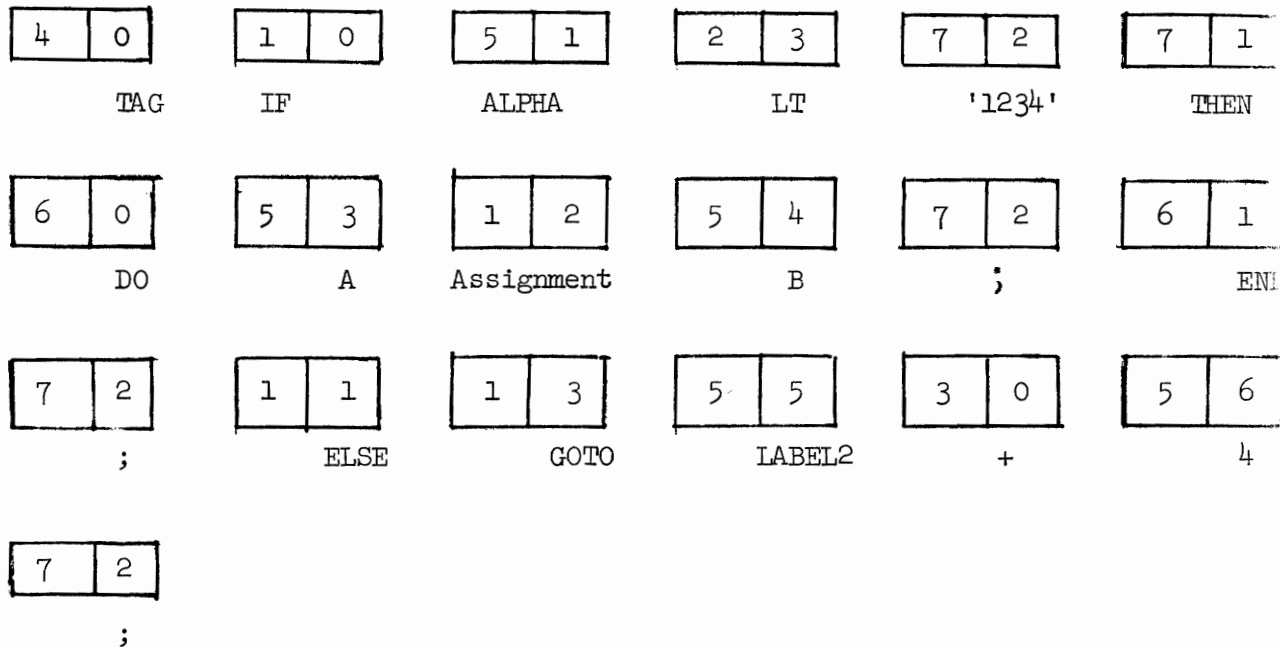 4 0 1 0 5 1 2 3 7 2 7 1
TAG IF ALPHA LT '1234' THEN
6 0 5 3 1 2 5 4 7 2 6 1
DO A Assignment B ;
7 2 1 1 1 3 5 5 3 0 5 6
; ELSE GOTO LABEL2 + 4
7 2
;